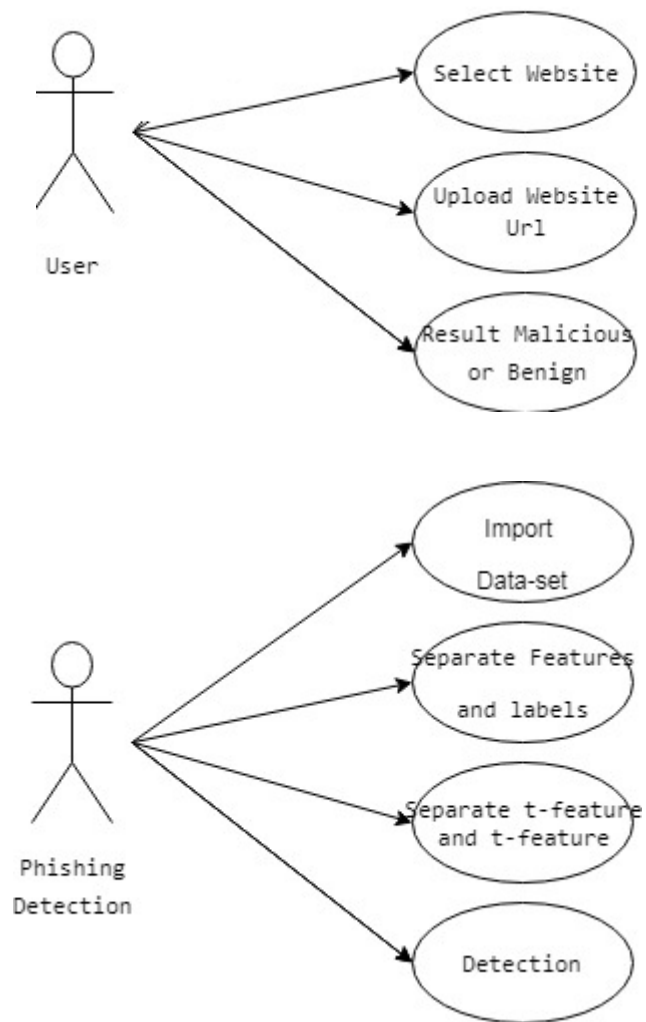 Select Website
Upload Website
Url
User
Result Malicious
or Benign
Import
Data-set
Separate Features
and labels
Separate t-feature
and t-feature
Phishing
Detection
Detection